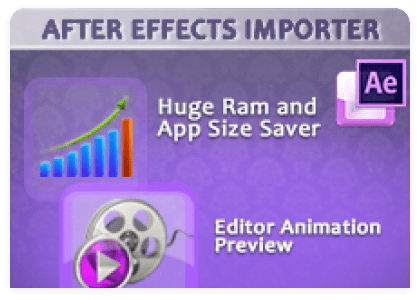 AFTER EFFECTS IMPORTER
Ae
Huge Ram and
App Size Saver
Editor Animation
Preview